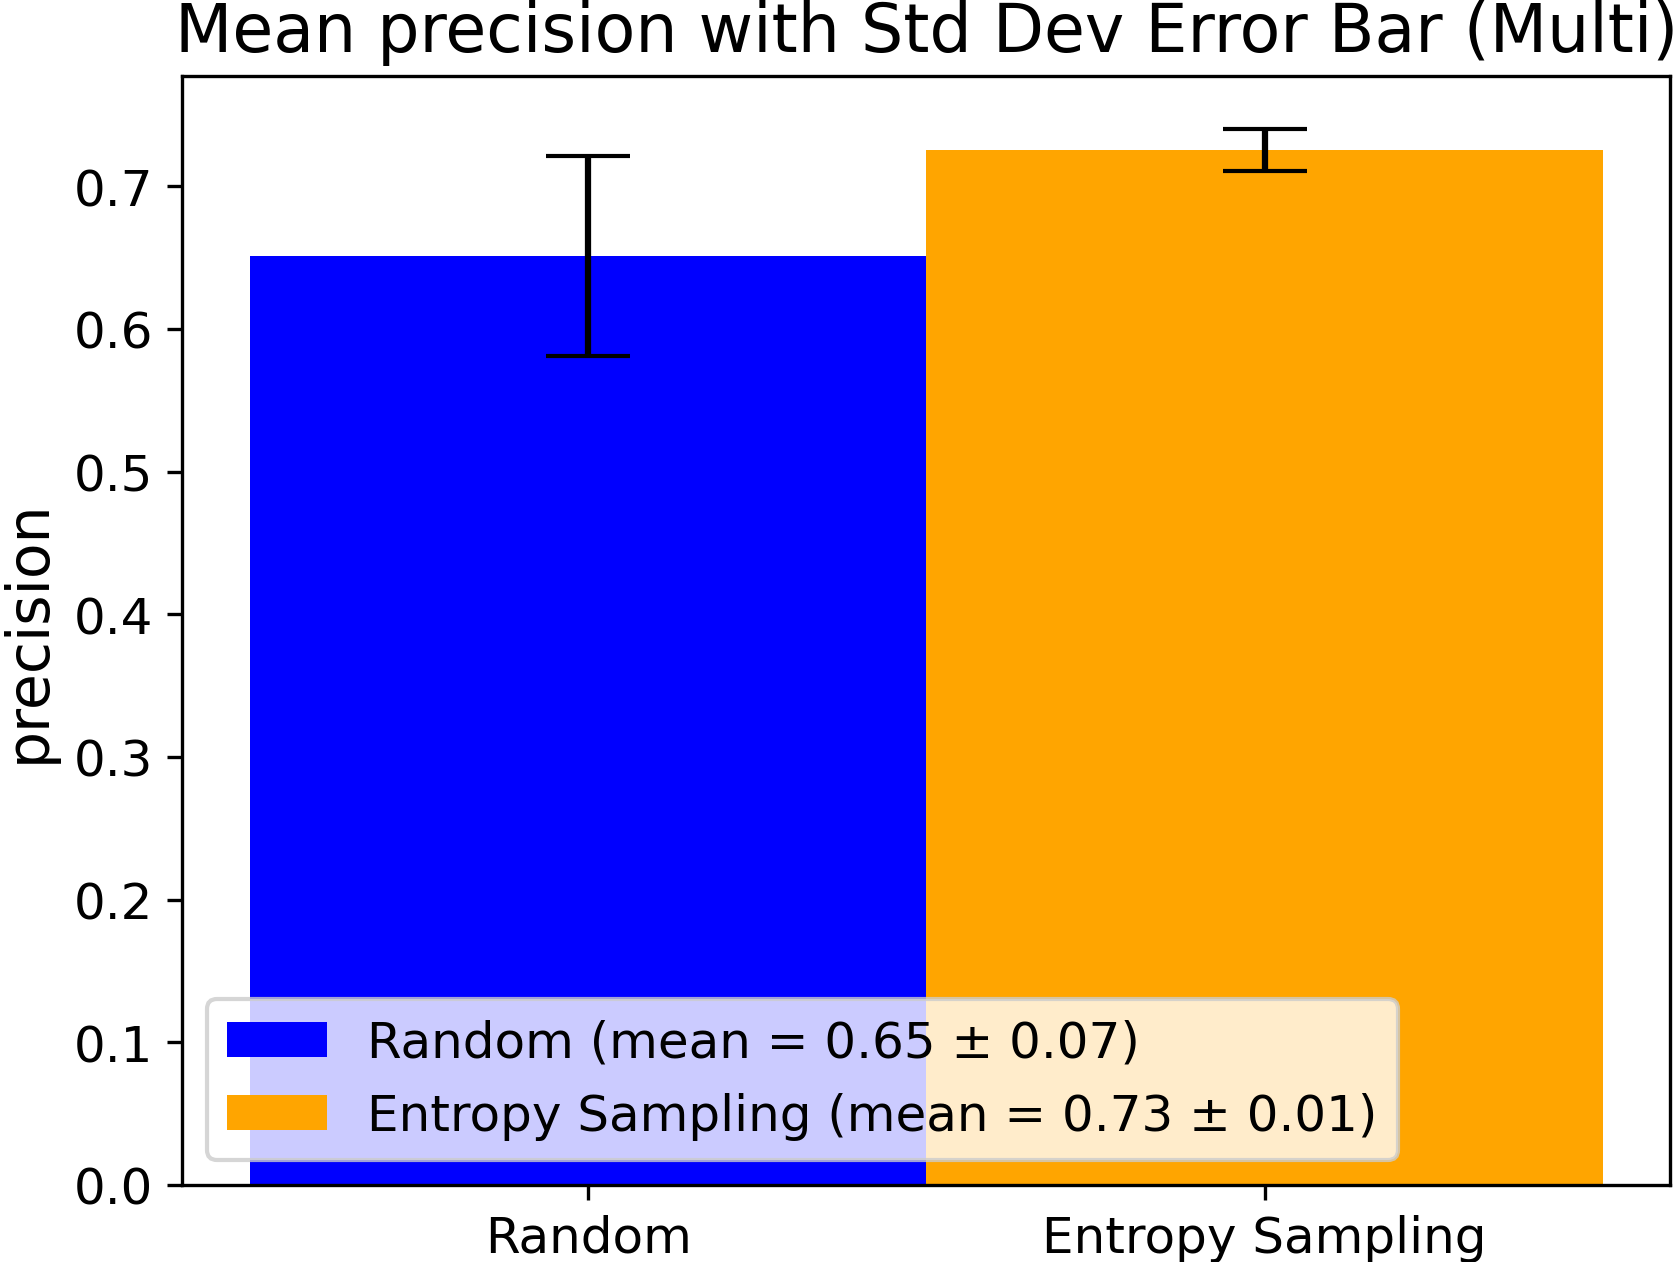 Mean precision with Std Dev Error Bar (Multi)
precision
0.7
0.6
0.5
0.4
0.3
0.2
0.1
0.0
Random (mean = 0.65 ± 0.07)
Entropy Sampling (mean = 0.73 ± 0.01)
Random
Entropy Sampling